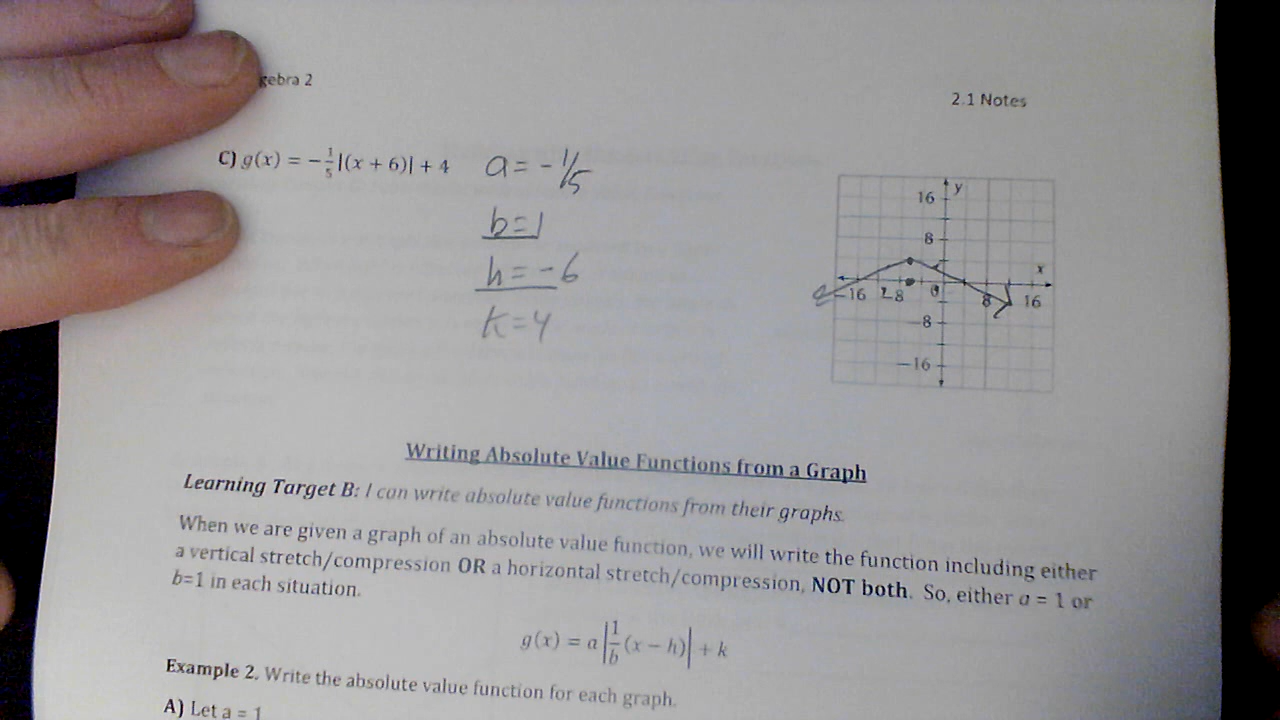 gebra 2
2.1 Notes
C) g(x) = −1/5|(x + 6)| + 4
a = - 1/5
b = 1
h = -6
k = 4
y
16
8
x
−16
8
0
8
16
−8
−16
Writing Absolute Value Functions from a Graph
Learning Target B: I can write absolute value functions from their graphs.
When we are given a graph of an absolute value function, we will write the function including either
a vertical stretch/compression OR a horizontal stretch/compression, NOT both. So, either a = 1 or
b=1 in each situation.
g(x) = a |1/b (x − h)| + k
Example 2. Write the absolute value function for each graph.
A) Let a = 1